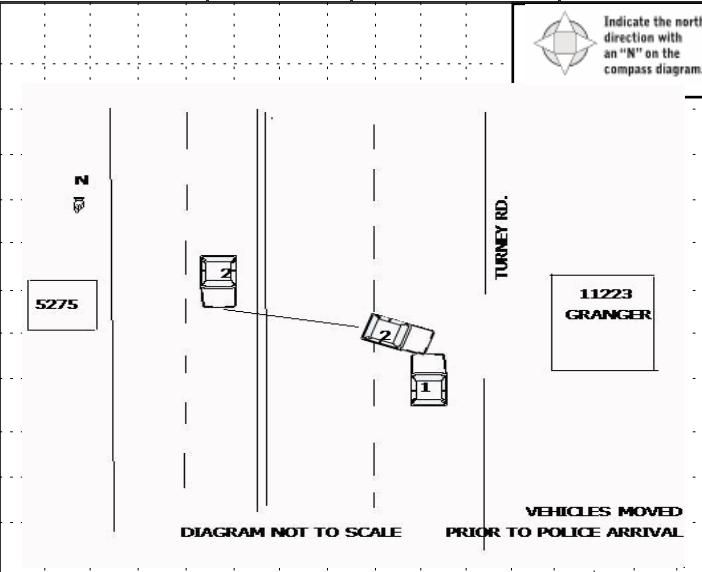 Indicate the north
direction with
an “N” on the
compass diagram.
N
TURNEY RD.
2
5275
11223
GRANGER
2
1
VEHICLES MOVED
DIAGRAM NOT TO SCALE
PRIOR TO POLICE ARRIVAL